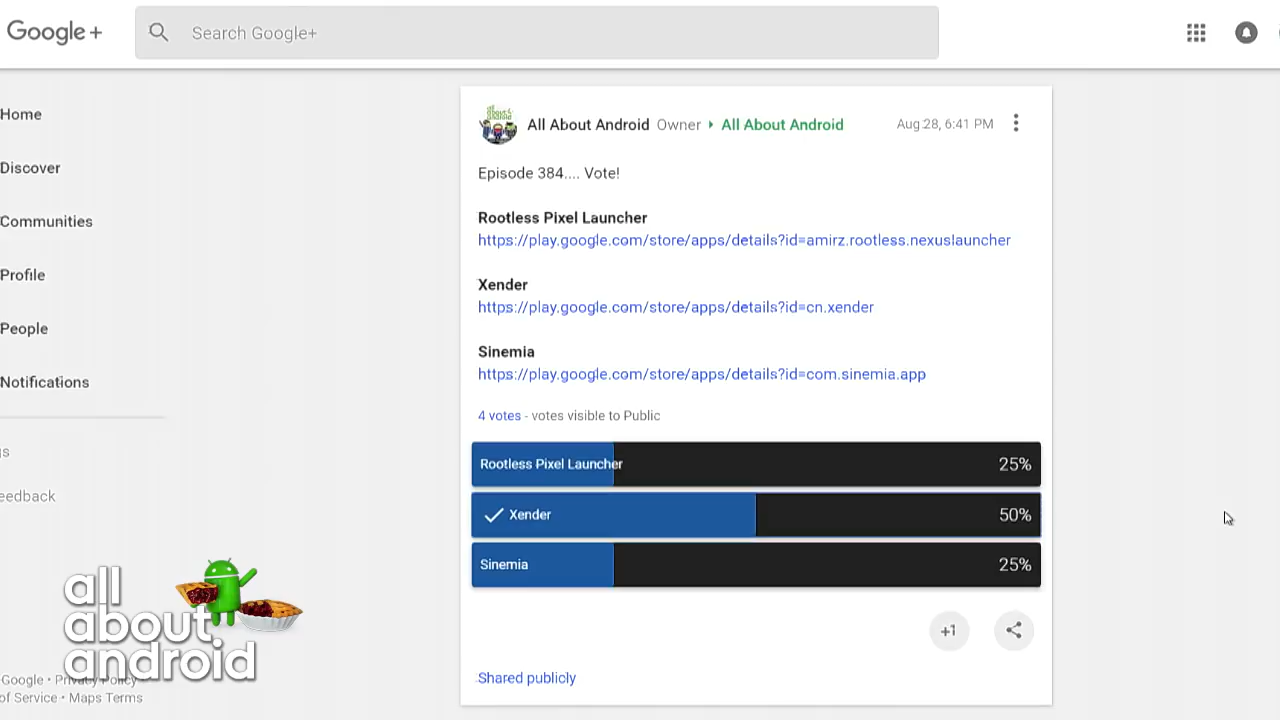 Google+
Search Google+
Home
Discover
Communities
Profile
People
Notifications
eedback
Google • Privacy Policy
of Service • Maps Terms
All About Android Owner ▸ All About Android
Aug 28, 6:41 PM
Episode 384.... Vote!
Rootless Pixel Launcher
https://play.google.com/store/apps/details?id=amirz.rootless.nexuslauncher
Xender
https://play.google.com/store/apps/details?id=cn.xender
Sinemia
https://play.google.com/store/apps/details?id=com.sinemia.app
4 votes - votes visible to Public
Rootless Pixel Launcher 25%
Xender 50%
Sinemia 25%
+1
Shared publicly
all
about
android